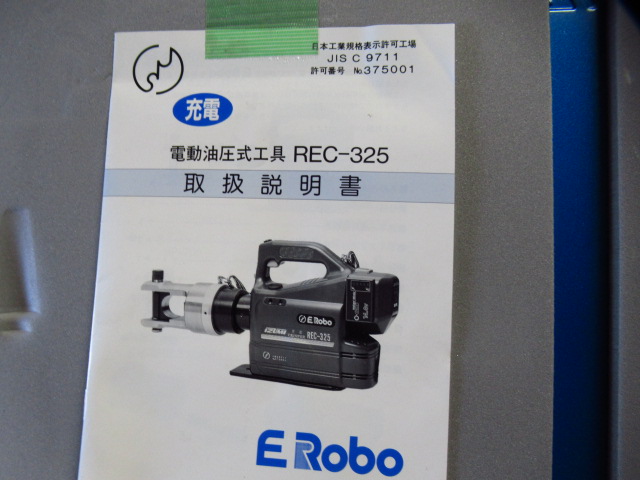 日本工業規格表示許可工場
JIS C 9711
許可番号 No.375001
充電
電動油圧式工具 REC-325
取扱説明書
E Robo
REC-325
E Robo